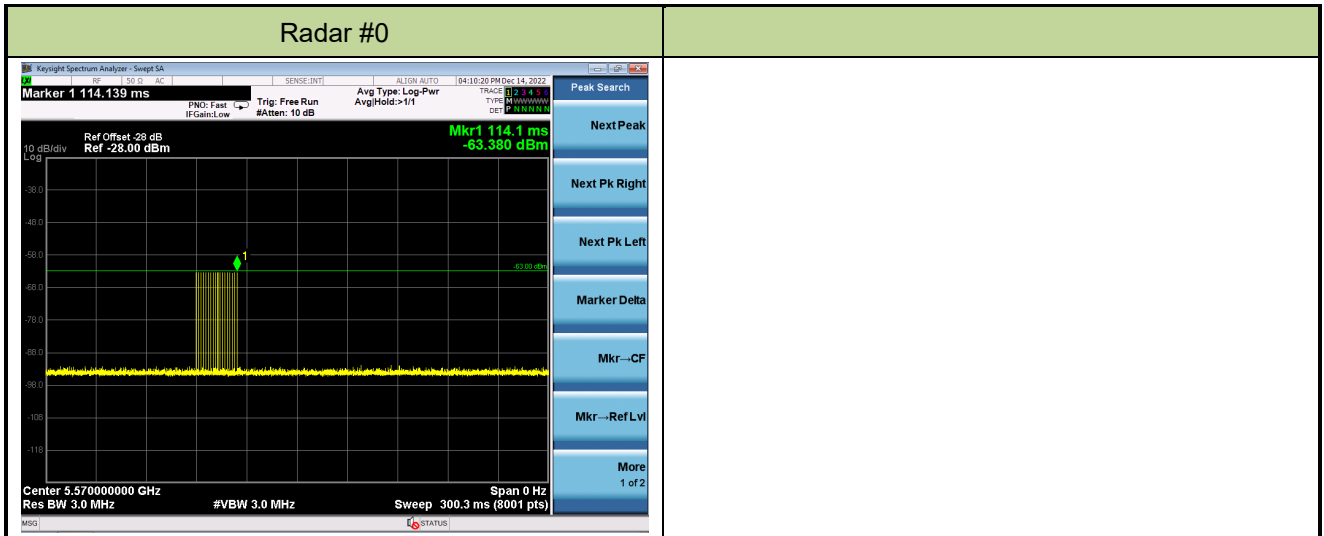 Radar #0
Keysight Spectrum Analyzer - Swept SA
LXI RF 50 Ω AC SENSE:INT ALIGN AUTO 04:10:20 PM Dec 14, 2022
Marker 1 114.139 ms
PNO: Fast
IFGain:Low
Trig: Free Run
#Atten: 10 dB
Avg Type: Log-Pwr
Avg|Hold:>1/1
TRACE 1 2 3 4 5 6
TYPE M WWWWW
DET P N N N N N
Peak Search
Mkr1 114.1 ms
-63.380 dBm
Ref Offset -28 dB
10 dB/div Ref -28.00 dBm
Log
-38.0
-48.0
-58.0
1
-63.00 dBm
-68.0
-78.0
-88.0
-98.0
-108
-118
Center 5.570000000 GHz Span 0 Hz
Res BW 3.0 MHz #VBW 3.0 MHz Sweep 300.3 ms (8001 pts)
MSG STATUS
Next Peak
Next Pk Right
Next Pk Left
Marker Delta
Mkr→CF
Mkr→Ref Lvl
More
1 of 2